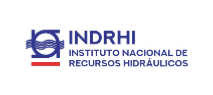 INDRHI
INSTITUTO NACIONAL DE
RECURSOS HIDRÁULICOS